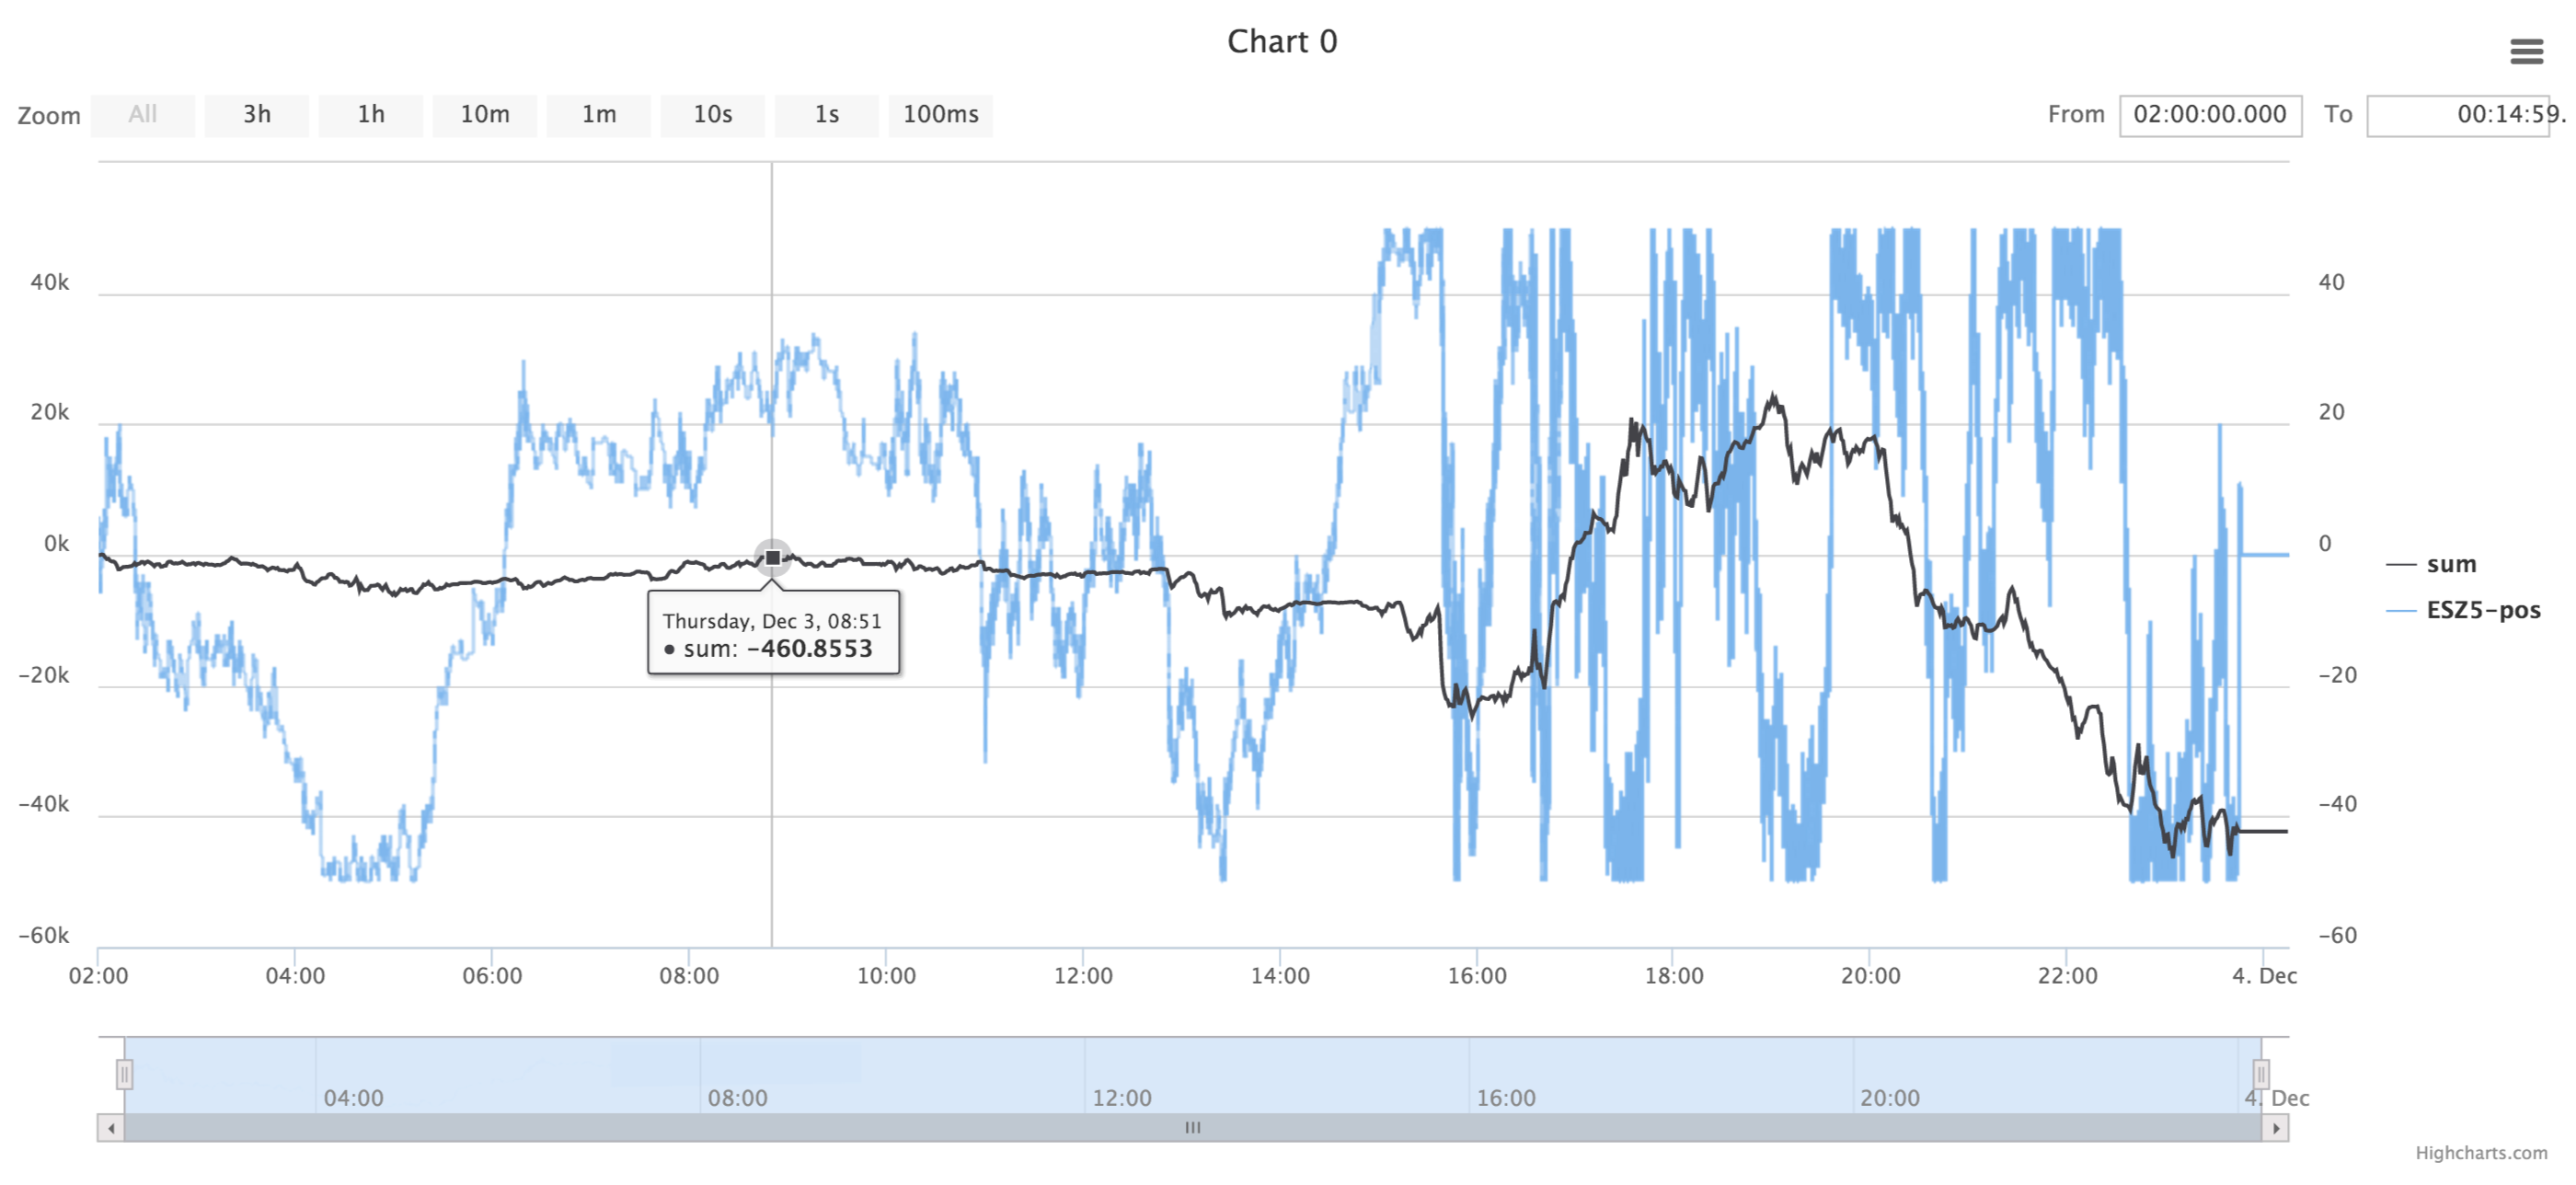 Chart 0
Zoom All 3h 1h 10m 1m 10s 1s 100ms From 02:00:00.000 To 00:14:59.
40k 40
20k 20
0k 0
sum
ESZ5-pos
Thursday, Dec 3, 08:51
● sum: -460.8553
-20k -20
-40k -40
-60k -60
02:00 04:00 06:00 08:00 10:00 12:00 14:00 16:00 18:00 20:00 22:00 4. Dec
04:00 08:00 12:00 16:00 20:00 4. Dec
Highcharts.com